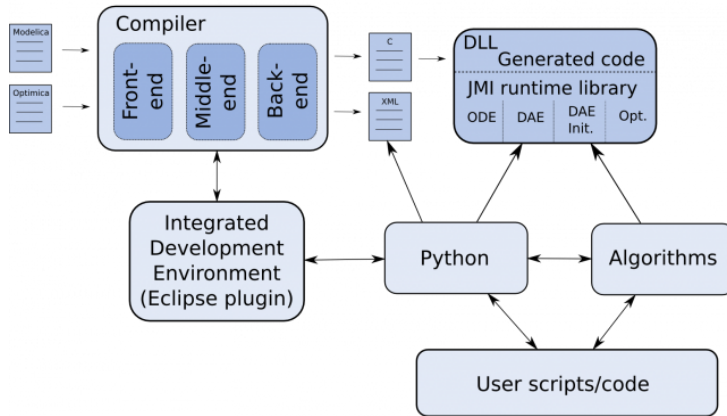 Modelica
Optimica
Compiler
Front-
end
Middle-
end
Back-
end
C
XML
DLL
Generated code
JMI runtime library
ODE
DAE
DAE
Init.
Opt.
Integrated
Development
Environment
(Eclipse plugin)
Python
Algorithms
User scripts/code